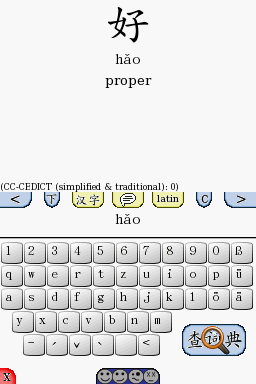 好
hǎo
proper
(CC-CEDICT (simplified & traditional): 0)
< 下 汉字 latin C >
hǎo
1 2 3 4 5 6 7 8 9 0 ß
q w e r t z u i o p ü
a s d f g h j k l ö ä
y x c v b n m
- ˊ ˇ ˋ <
查词典
x